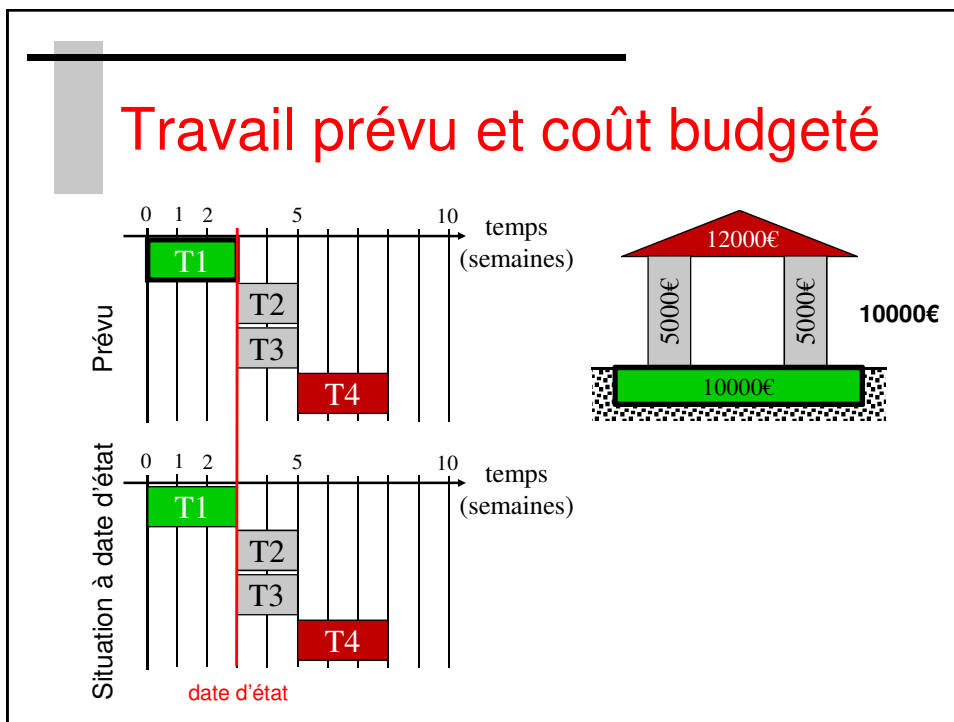 Travail prévu et coût budgeté
0 1 2 5 10 temps
(semaines)
T1
T2
T3
T4
Prévu
12000€
5000€ 5000€
10000€
10000€
0 1 2 5 10 temps
(semaines)
T1
T2
T3
T4
Situation à date d'état
date d'état